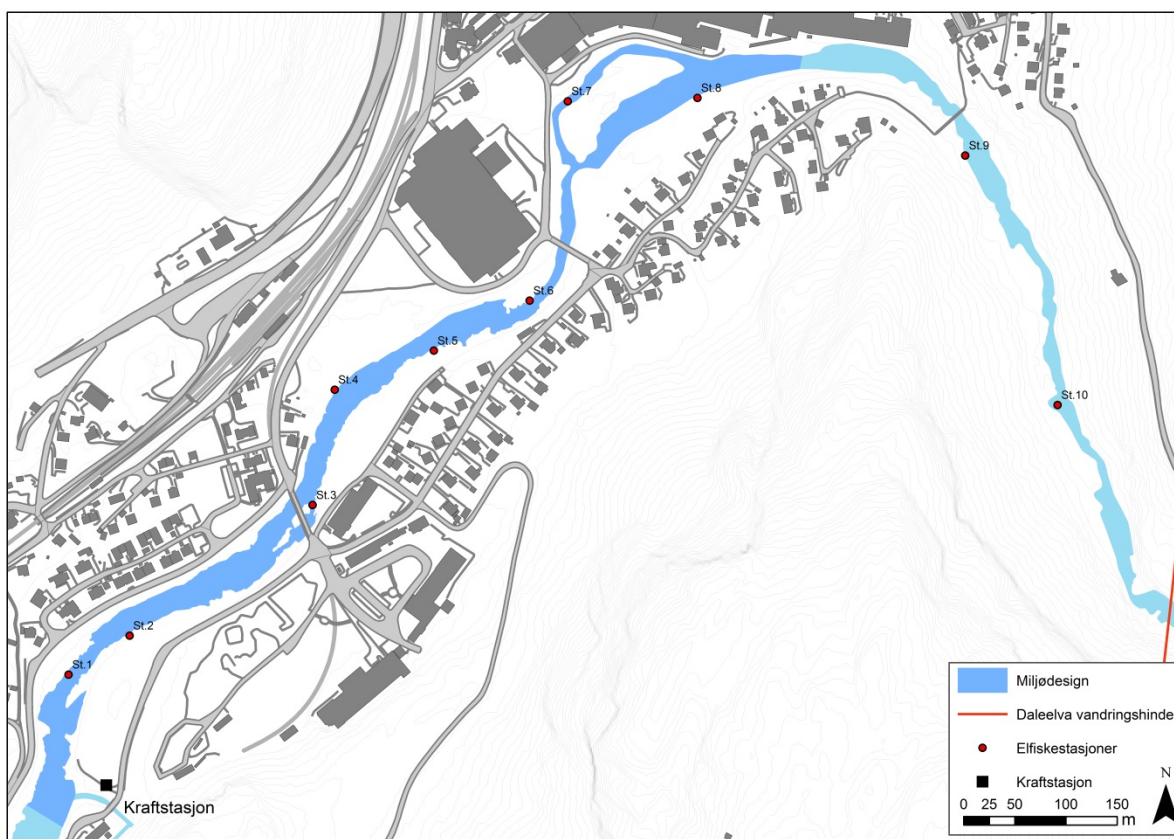 St.7
St.8
St.9
St.6
St.5
St.4
St.10
St.3
St.2
St.1
Kraftstasjon
Miljødesign
Daleelva vandringshinde
Elfiskestasjoner
Kraftstasjon
N
0 25 50 100 150
m